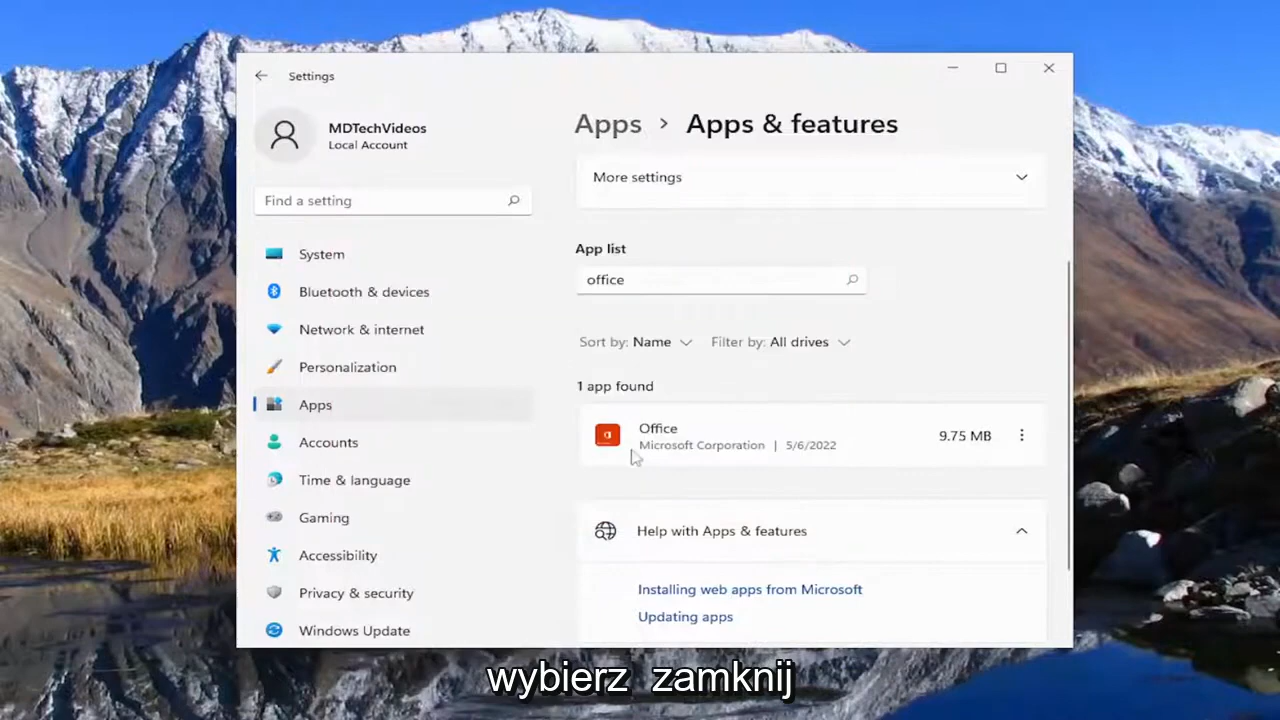 Settings
MDTechVideos
Local Account
Find a setting
System
Bluetooth & devices
Network & internet
Personalization
Apps
Accounts
Time & language
Gaming
Accessibility
Privacy & security
Windows Update
Apps > Apps & features
More settings
App list
office
Sort by: Name Filter by: All drives
1 app found
Office
Microsoft Corporation | 5/6/2022
9.75 MB
Help with Apps & features
Installing web apps from Microsoft
Updating apps
wybierz zamknij